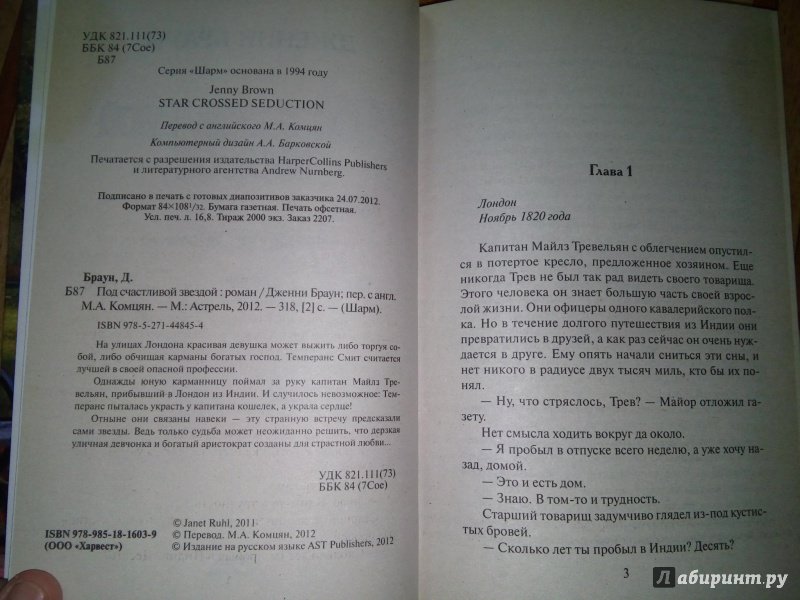 УДК 821.111(73)
ББК 84 (7Сое)
Б87
Серия «Шарм» основана в 1994 году
Jenny Brown
STAR CROSSED SEDUCTION
Перевод с английского М.А. Комцян
Компьютерный дизайн А.А. Барковской
Печатается с разрешения издательства HarperCollins Publishers
и литературного агентства Andrew Nurnberg.
Подписано в печать с готовых диапозитивов заказчика 24.07.2012.
Формат 84×108 1/32. Бумага газетная. Печать офсетная.
Усл. печ. л. 16,8. Тираж 2000 экз. Заказ 2207.
Браун, Д.
Б87 Под счастливой звездой : роман / Дженни Браун; пер. с англ.
М.А. Комцян. — М.: Астрель, 2012. — 318, [2] с. — (Шарм).
ISBN 978-5-271-44845-4
На улицах Лондона красивая девушка может выжить либо торгуя со-
бой, либо обчищая карманы богатых господ. Темперанс Смит считается
лучшей в своей опасной профессии.
Однажды юную карманницу поймал за руку капитан Майлз Тре-
вельян, прибывший в Лондон из Индии. И случилось невозможное: Тем-
перанс пыталась украсть у капитана кошелек, а украла сердце!
Отныне они связаны навеки — эту странную встречу предсказали
сами звезды. Ведь только судьба может неожиданно решить, что дерзкая
уличная девчонка и богатый аристократ созданы для страстной любви...
УДК 821.111(73)
ББК 84 (7Сое)
© Janet Ruhl, 2011
ISBN 978-985-18-1603-9 © Перевод. М.А. Комцян, 2012
(ООО «Харвест») © Издание на русском языке AST Publishers, 2012
Глава 1
Лондон
Ноябрь 1820 года
Капитан Майлз Тревельян с облегчением опустил-
ся в потертое кресло, предложенное хозяином. Еще
никогда Трев не был так рад видеть своего товарища.
Этого человека он знает большую часть своей взрос-
лой жизни. Они офицеры одного кавалерийского пол-
ка. Но в течение долгого путешествия из Индии они
превратились в друзей, а как раз сейчас он очень нуж-
дается в друге. Ему опять начали сниться эти сны, и
нет никого в радиусе двух тысяч миль, кто бы их по-
нял.
— Ну, что стряслось, Трев? — Майор отложил га-
зету.
Нет смысла ходить вокруг да около.
— Я пробыл в отпуске всего неделю, а уже хочу на-
зад, домой.
— Это и есть дом.
— Знаю. В том-то и трудность.
Старший товарищ задумчиво глядел из-под кустис-
тых бровей.
— Сколько лет ты пробыл в Индии? Десять?
3
Лабиринт.ру